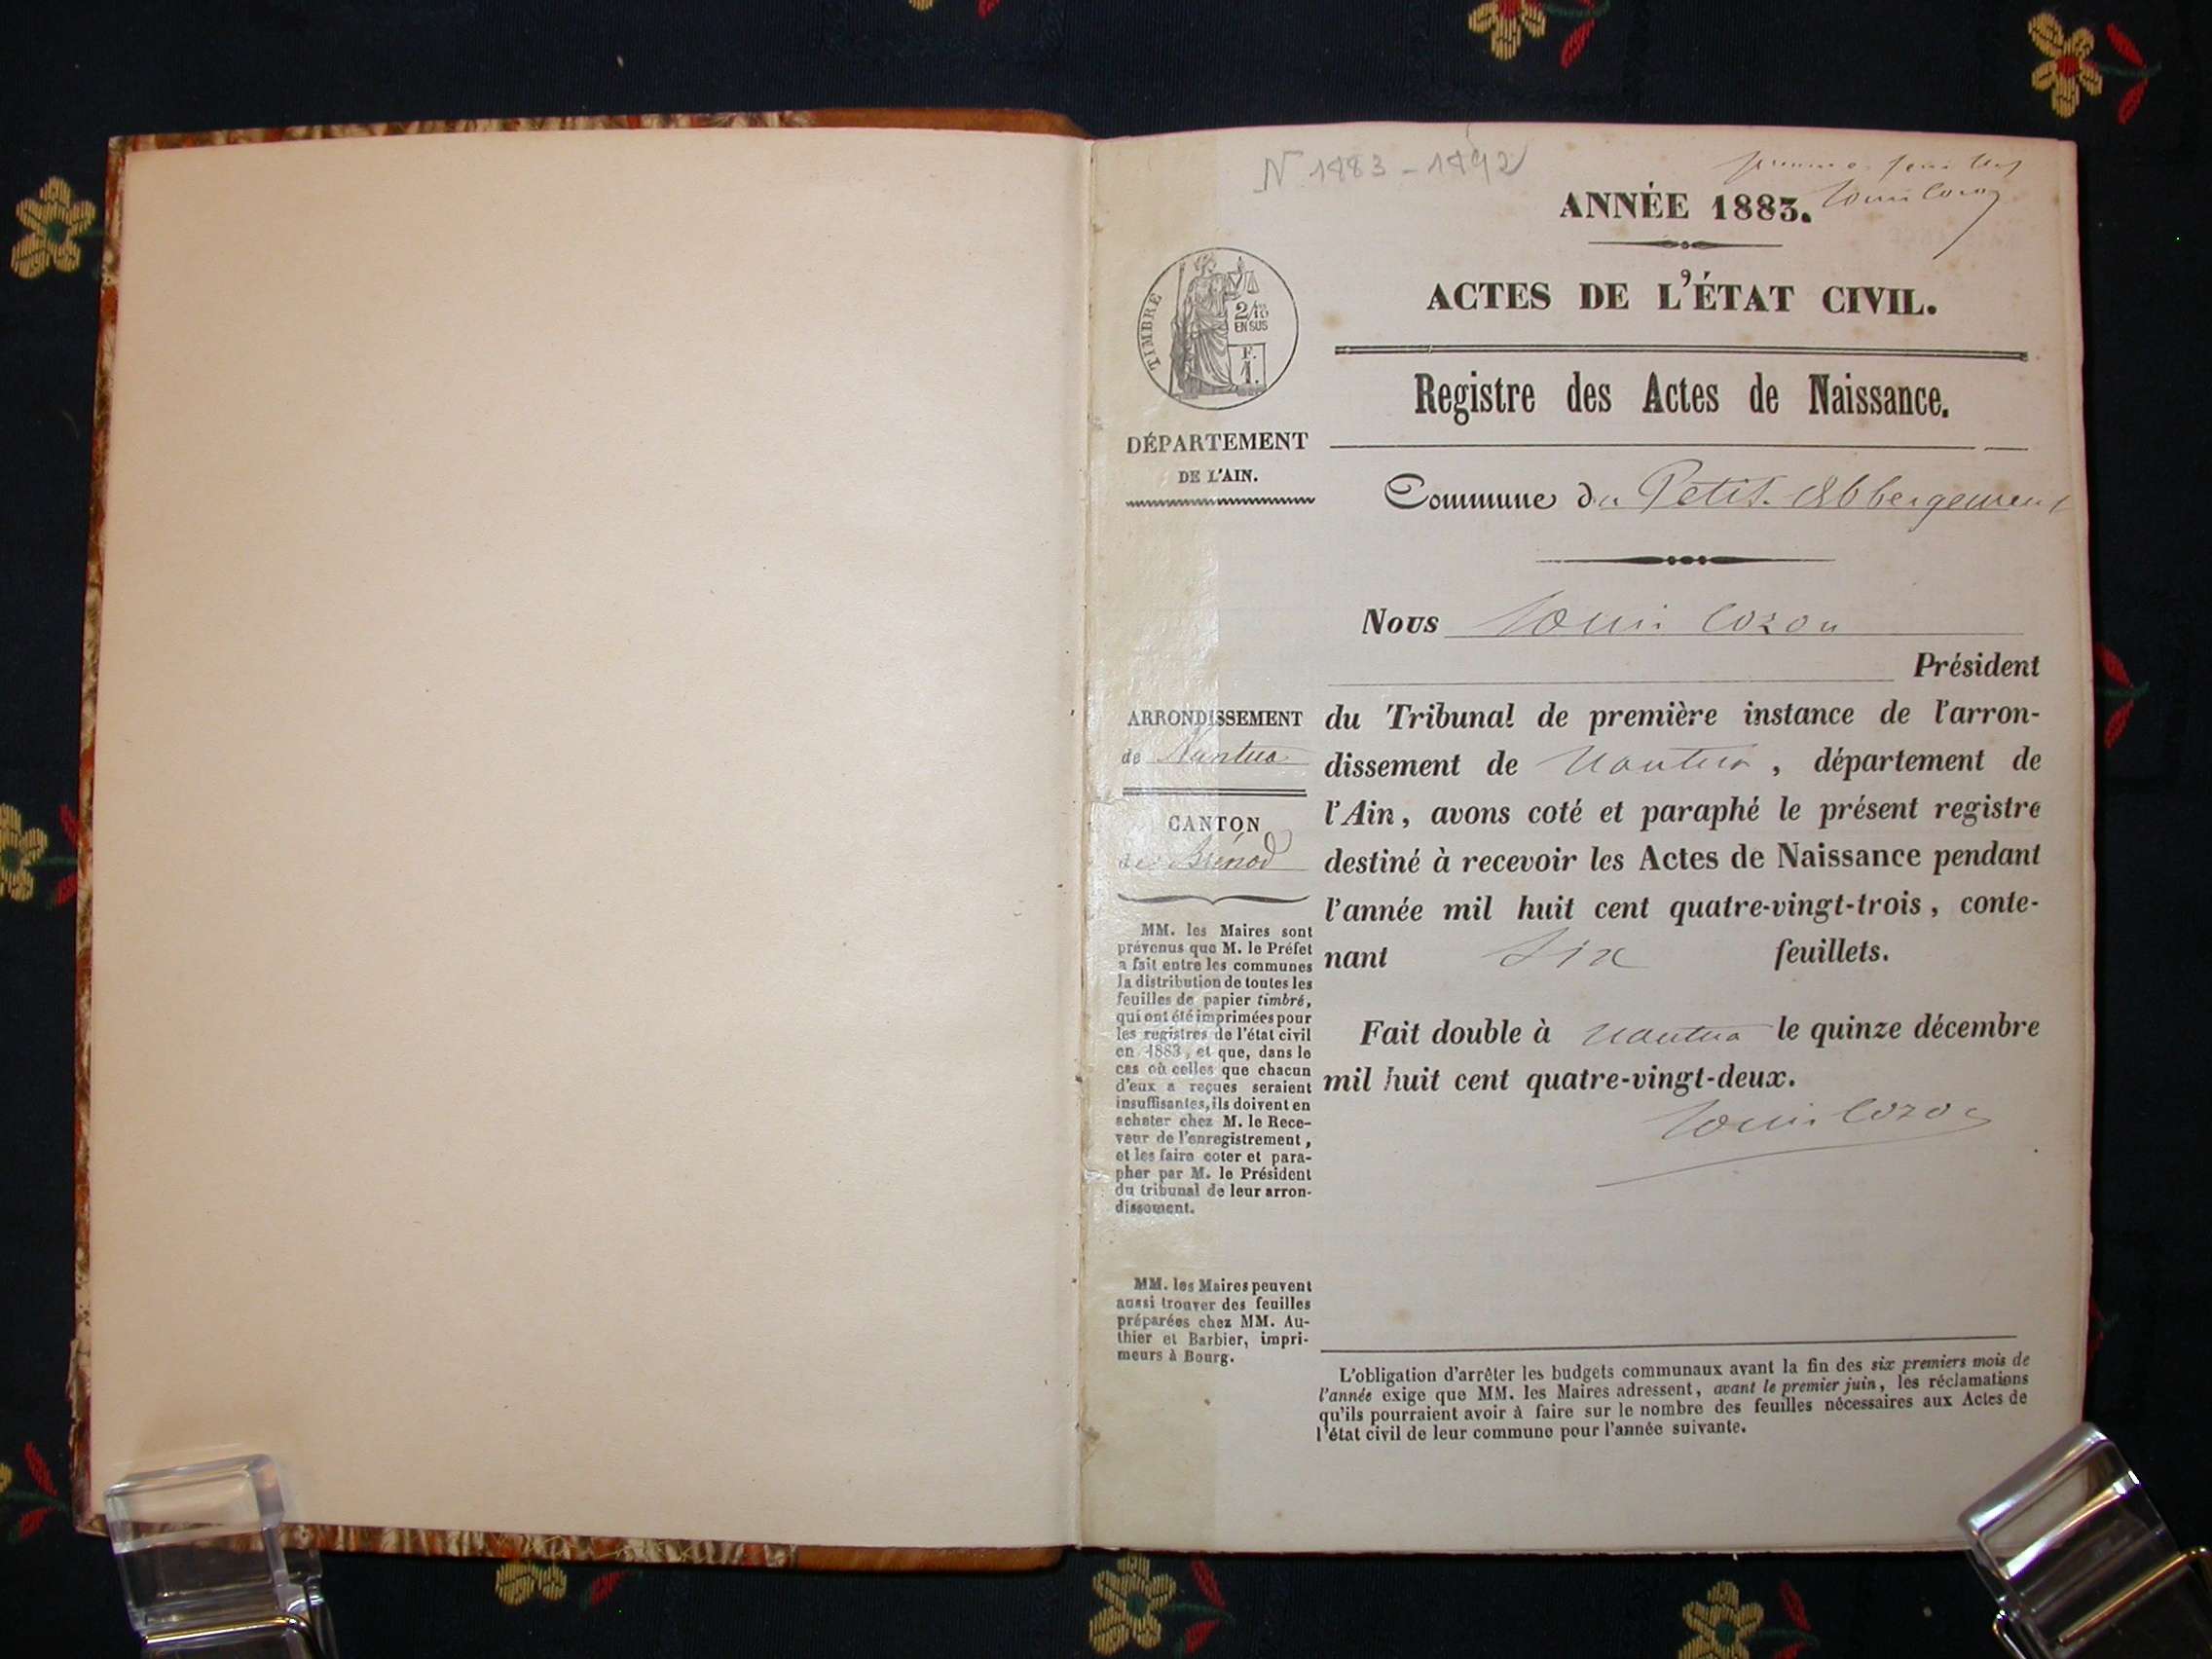 N 1883 - 1892
premier feuillet
Louis Cozon
ANNÉE 1883.
ACTES DE L'ÉTAT CIVIL.
Registre des Actes de Naissance.
TIMBRE
2/10
EN SUS
F.
1.
DÉPARTEMENT
DE L'AIN.
Commune du Petit-Abbergement
Nous Louis Cozon
Président
du Tribunal de première instance de l'arron-
dissement de Nantua, département de
l'Ain, avons coté et paraphé le présent registre
destiné à recevoir les Actes de Naissance pendant
l'année mil huit cent quatre-vingt-trois, conte-
nant six feuillets.
Fait double à Nantua le quinze décembre
mil huit cent quatre-vingt-deux.
Louis Cozon
ARRONDISSEMENT
de Nantua
CANTON
de Brénod
MM. les Maires sont
prévenus que M. le Préfet
a fait entre les communes
la distribution de toutes les
feuilles de papier timbré,
qui ont été imprimées pour
les registres de l'état civil
en 1883, et que, dans le
cas où celles que chacun
d'eux a reçues seraient
insuffisantes, ils doivent en
acheter chez M. le Rece-
veur de l'enregistrement,
et les faire coter et para-
pher par M. le Président
du tribunal de leur arron-
dissement.
MM. les Maires peuvent
aussi trouver des feuilles
préparées chez MM. Au-
thier et Barbier, impri-
meurs à Bourg.
L'obligation d'arrêter les budgets communaux avant la fin des six premiers mois de
l'année exige que MM. les Maires adressent, avant le premier juin, les réclamations
qu'ils pourraient avoir à faire sur le nombre des feuilles nécessaires aux Actes de
l'état civil de leur commune pour l'année suivante.